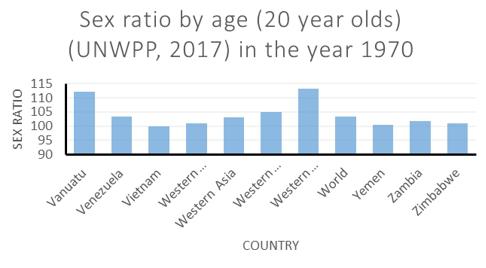 Sex ratio by age (20 year olds)
(UNWPP, 2017) in the year 1970
115
110
105
100
95
90
SEX RATIO
Vanuatu
Venezuela
Vietnam
Western...
Western Asia
Western...
Western...
World
Yemen
Zambia
Zimbabwe
COUNTRY